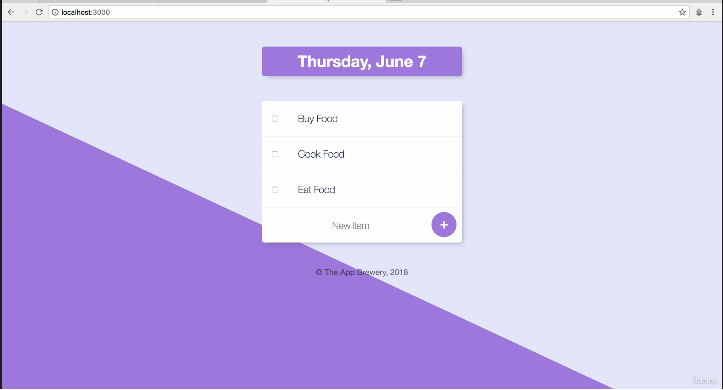 localhost:3000
Thursday, June 7
Buy Food
Cook Food
Eat Food
New Item
+
© The App Brewery, 2018
Udemy